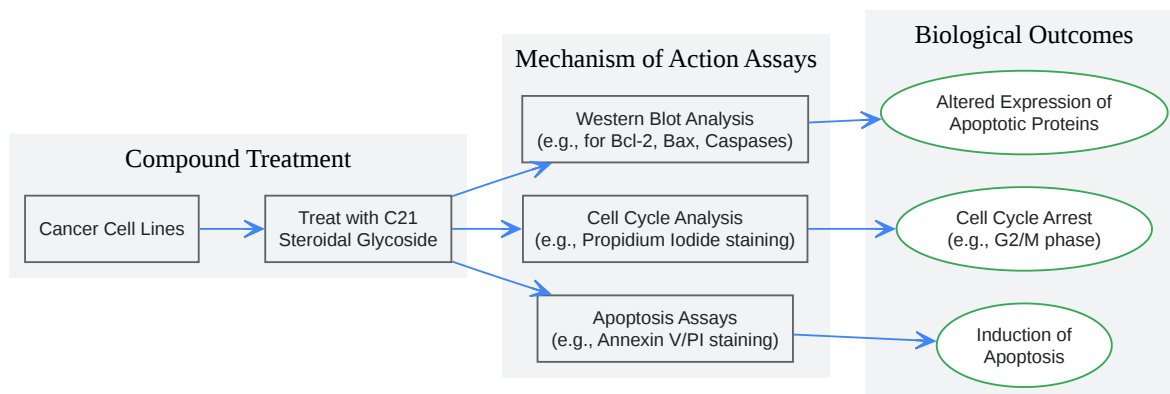 Compound Treatment
Cancer Cell Lines
Treat with C21
Steroidal Glycoside
Mechanism of Action Assays
Western Blot Analysis
(e.g., for Bcl-2, Bax, Caspases)
Cell Cycle Analysis
(e.g., Propidium Iodide staining)
Apoptosis Assays
(e.g., Annexin V/PI staining)
Biological Outcomes
Altered Expression of
Apoptotic Proteins
Cell Cycle Arrest
(e.g., G2/M phase)
Induction of
Apoptosis